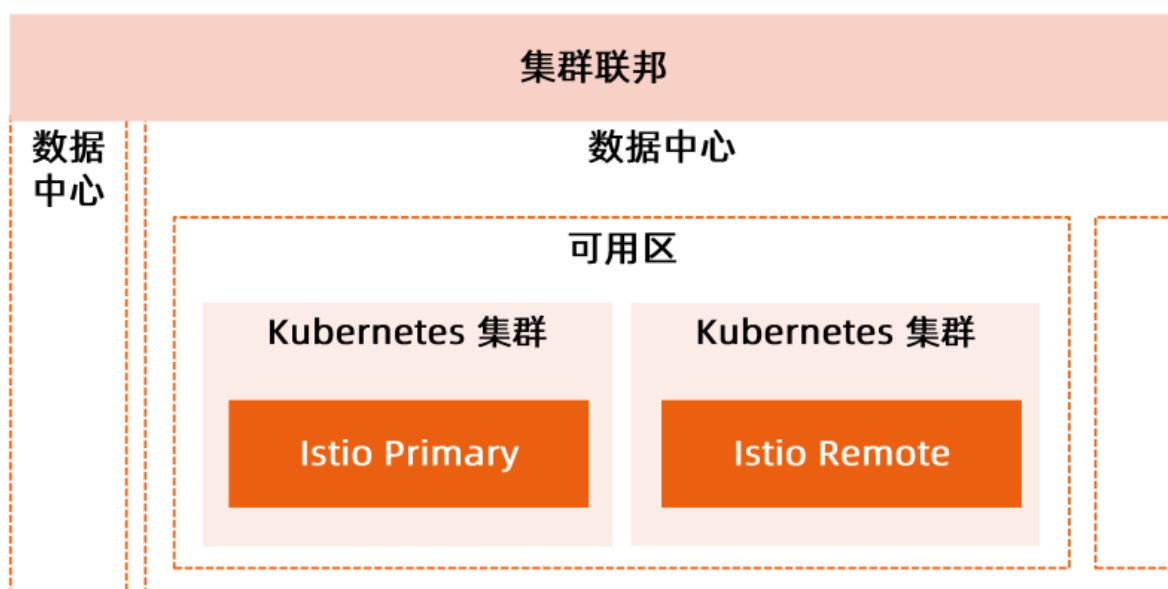 集群联邦
数据
中心
数据中心
可用区
Kubernetes 集群
Kubernetes 集群
Istio Primary
Istio Remote